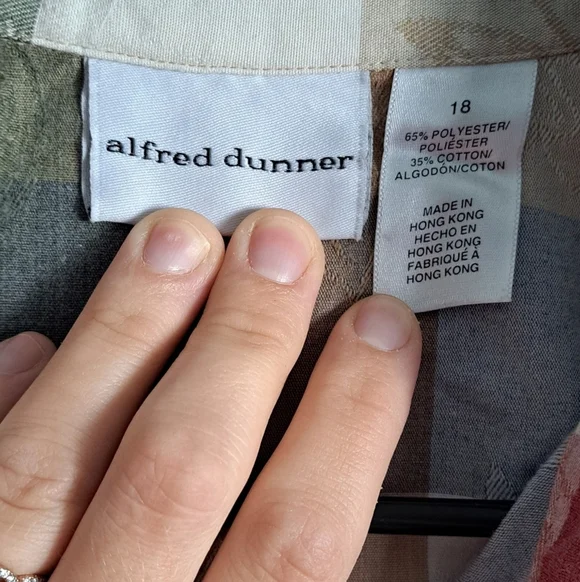 alfred dunner
18
65% POLYESTER/
POLIÉSTER
35% COTTON/
ALGODÓN/COTON
MADE IN
HONG KONG
HECHO EN
HONG KONG
FABRIQUÉ À
HONG KONG